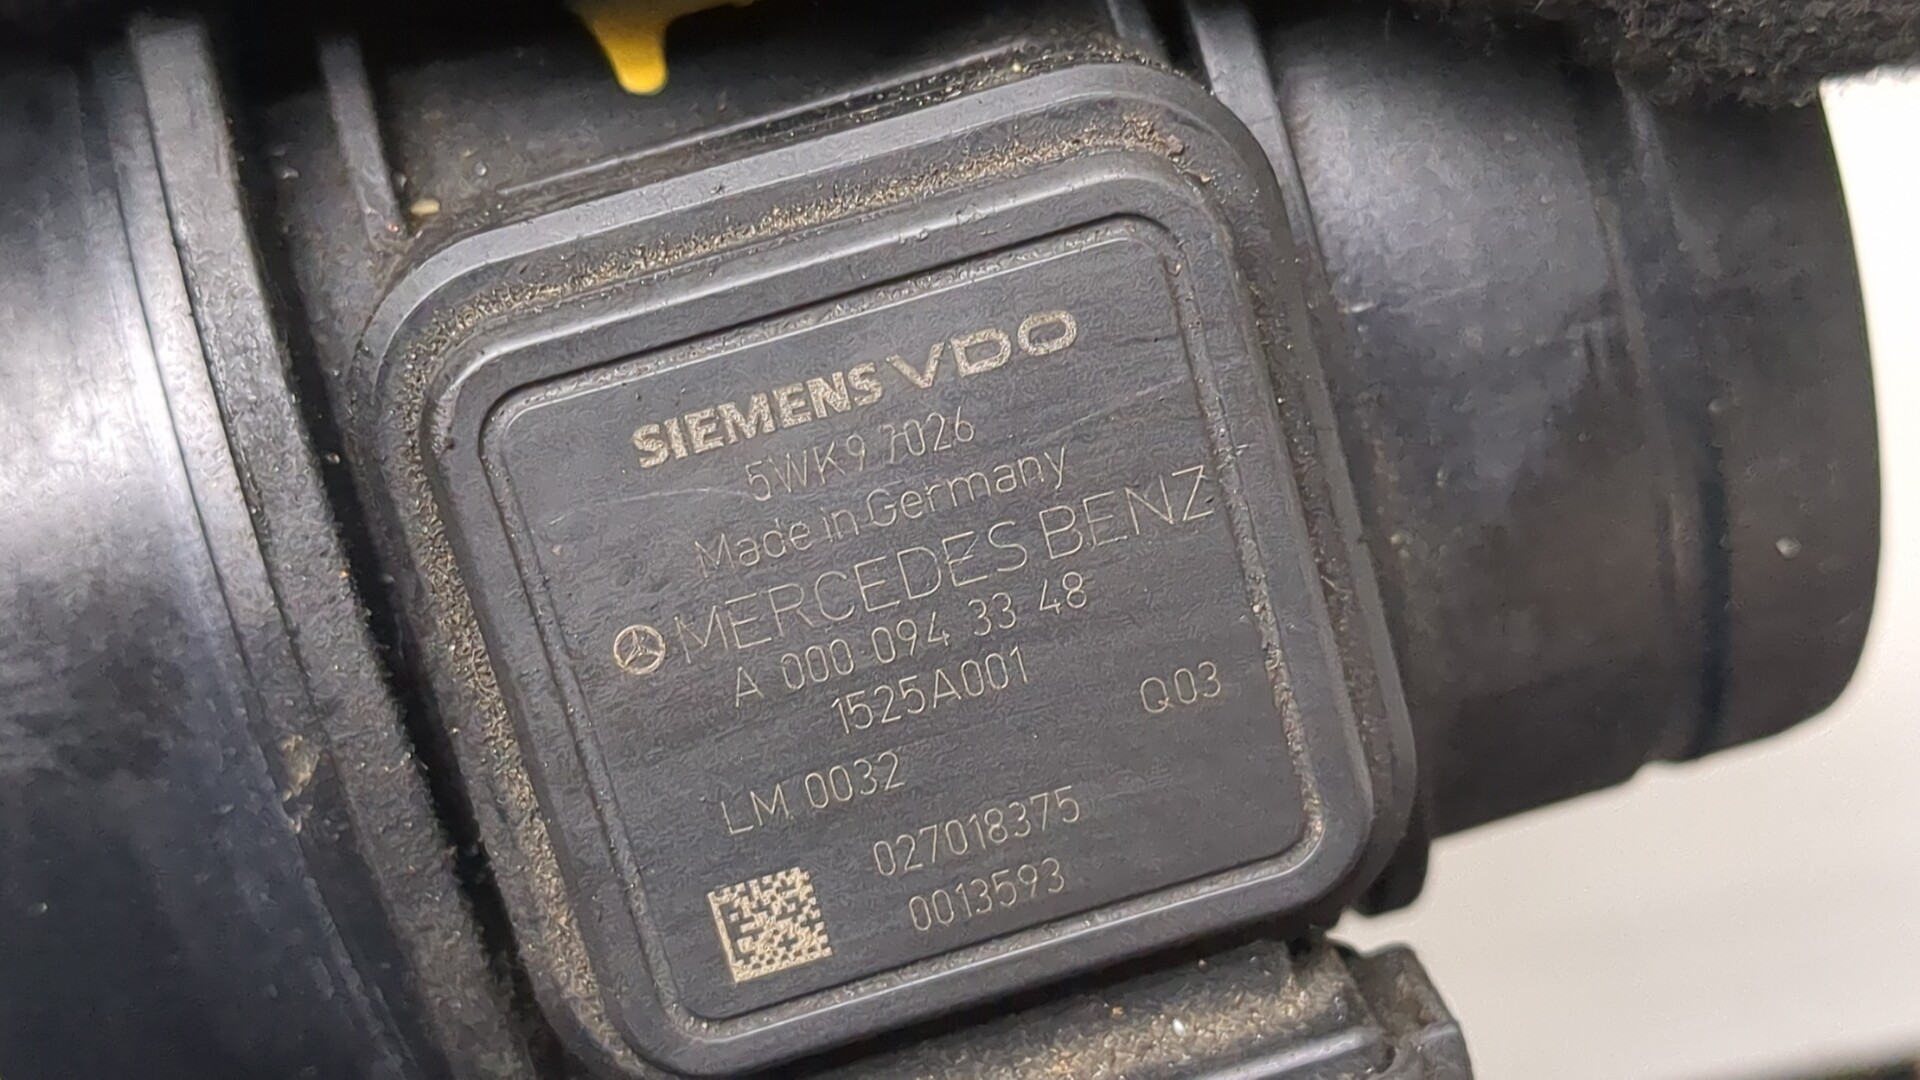 SIEMENS VDO
5WK9 7026
Made in Germany
MERCEDES BENZ
A 000 094 33 48
1525A001
Q03
LM 0032
027018375
0013593